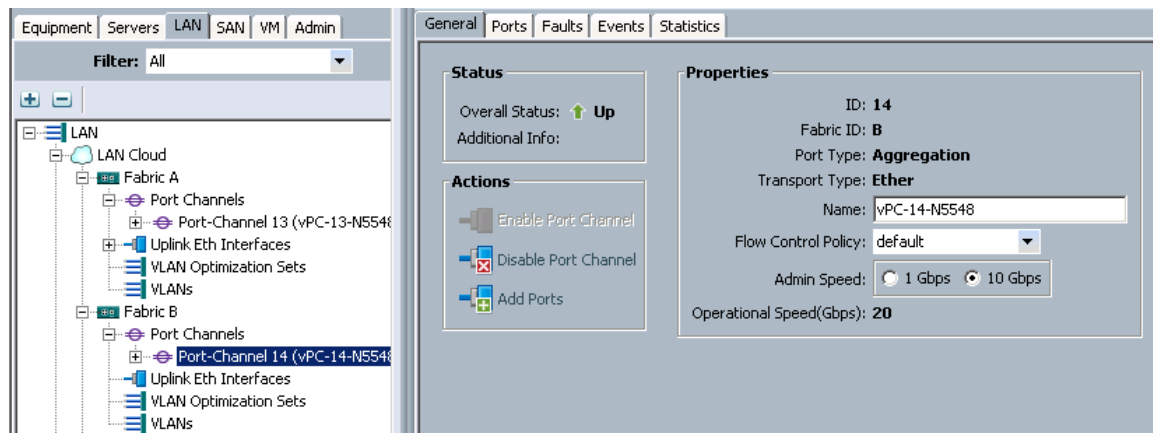 Equipment Servers LAN SAN VM Admin
Filter: All
LAN
LAN Cloud
Fabric A
Port Channels
Port-Channel 13 (vPC-13-N5548
Uplink Eth Interfaces
VLAN Optimization Sets
VLANs
Fabric B
Port Channels
Port-Channel 14 (vPC-14-N5548
Uplink Eth Interfaces
VLAN Optimization Sets
VLANs
General Ports Faults Events Statistics
Status
Overall Status: Up
Additional Info:
Actions
Enable Port Channel
Disable Port Channel
Add Ports
Properties
ID: 14
Fabric ID: B
Port Type: Aggregation
Transport Type: Ether
Name: vPC-14-N5548
Flow Control Policy: default
Admin Speed: 1 Gbps 10 Gbps
Operational Speed(Gbps): 20